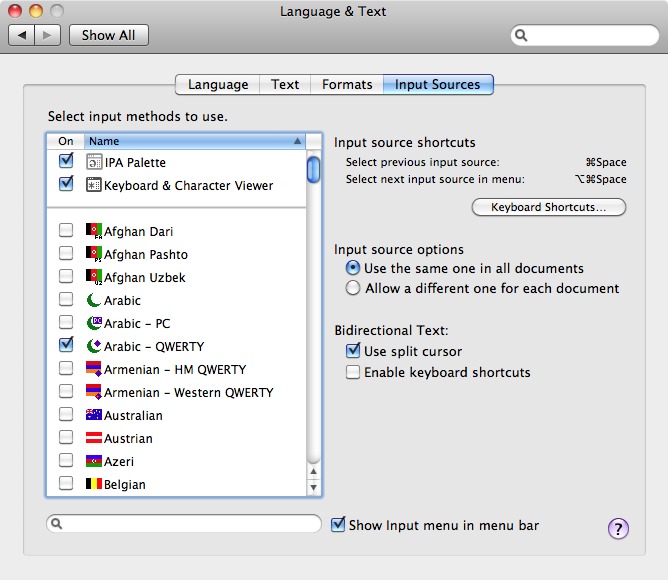 Language & Text
Show All
Language
Text
Formats
Input Sources
Select input methods to use.
On
Name
IPA Palette
Keyboard & Character Viewer
Afghan Dari
Afghan Pashto
Afghan Uzbek
Arabic
Arabic – PC
Arabic – QWERTY
Armenian – HM QWERTY
Armenian – Western QWERTY
Australian
Austrian
Azeri
Belgian
Input source shortcuts
Select previous input source: ⌘Space
Select next input source in menu: ⌥⌘Space
Keyboard Shortcuts...
Input source options
Use the same one in all documents
Allow a different one for each document
Bidirectional Text:
Use split cursor
Enable keyboard shortcuts
Show Input menu in menu bar
?